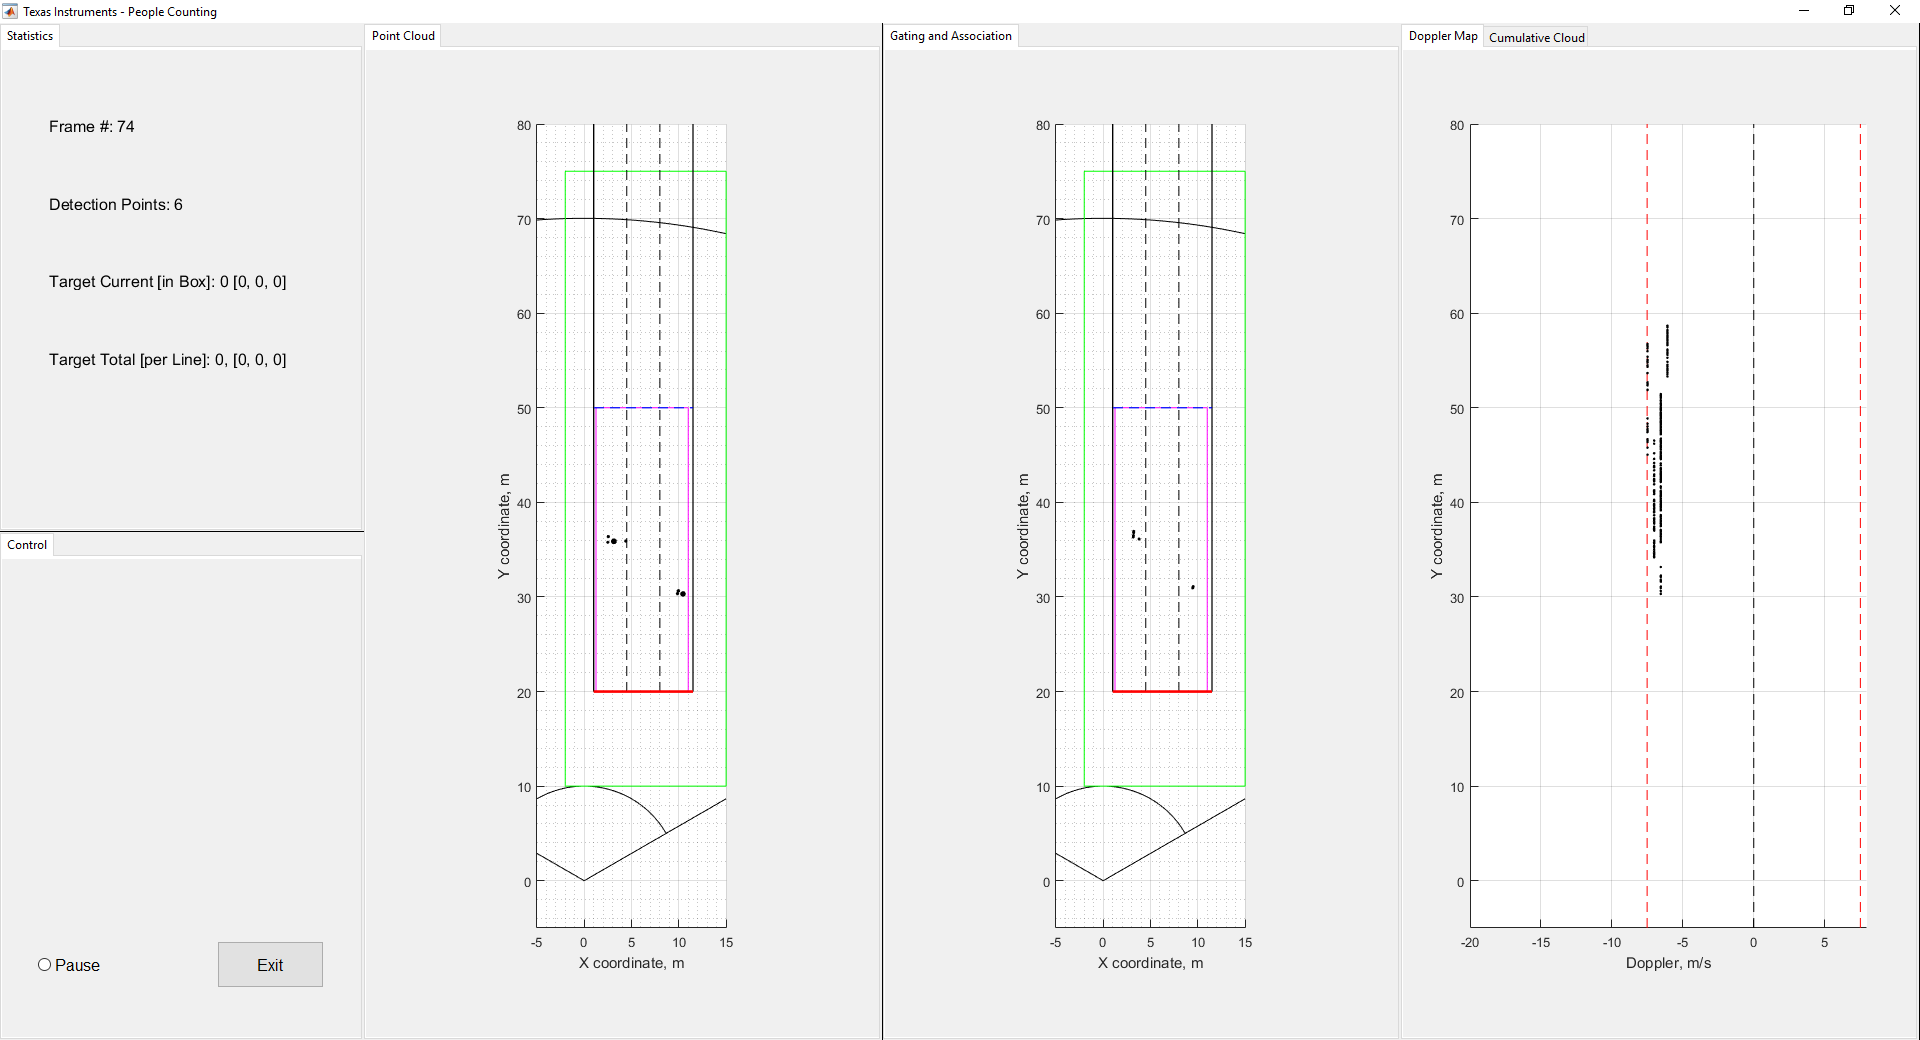 Texas Instruments - People Counting
Statistics
Frame #: 74
Detection Points: 6
Target Current [in Box]: 0 [0, 0, 0]
Target Total [per Line]: 0, [0, 0, 0]
Control
Pause
Exit
Point Cloud
80
70
60
50
40
30
20
10
0
Y coordinate, m
-5 0 5 10 15
X coordinate, m
Gating and Association
80
70
60
50
40
30
20
10
0
Y coordinate, m
-5 0 5 10 15
X coordinate, m
Doppler Map Cumulative Cloud
80
70
60
50
40
30
20
10
0
Y coordinate, m
-20 -15 -10 -5 0 5
Doppler, m/s